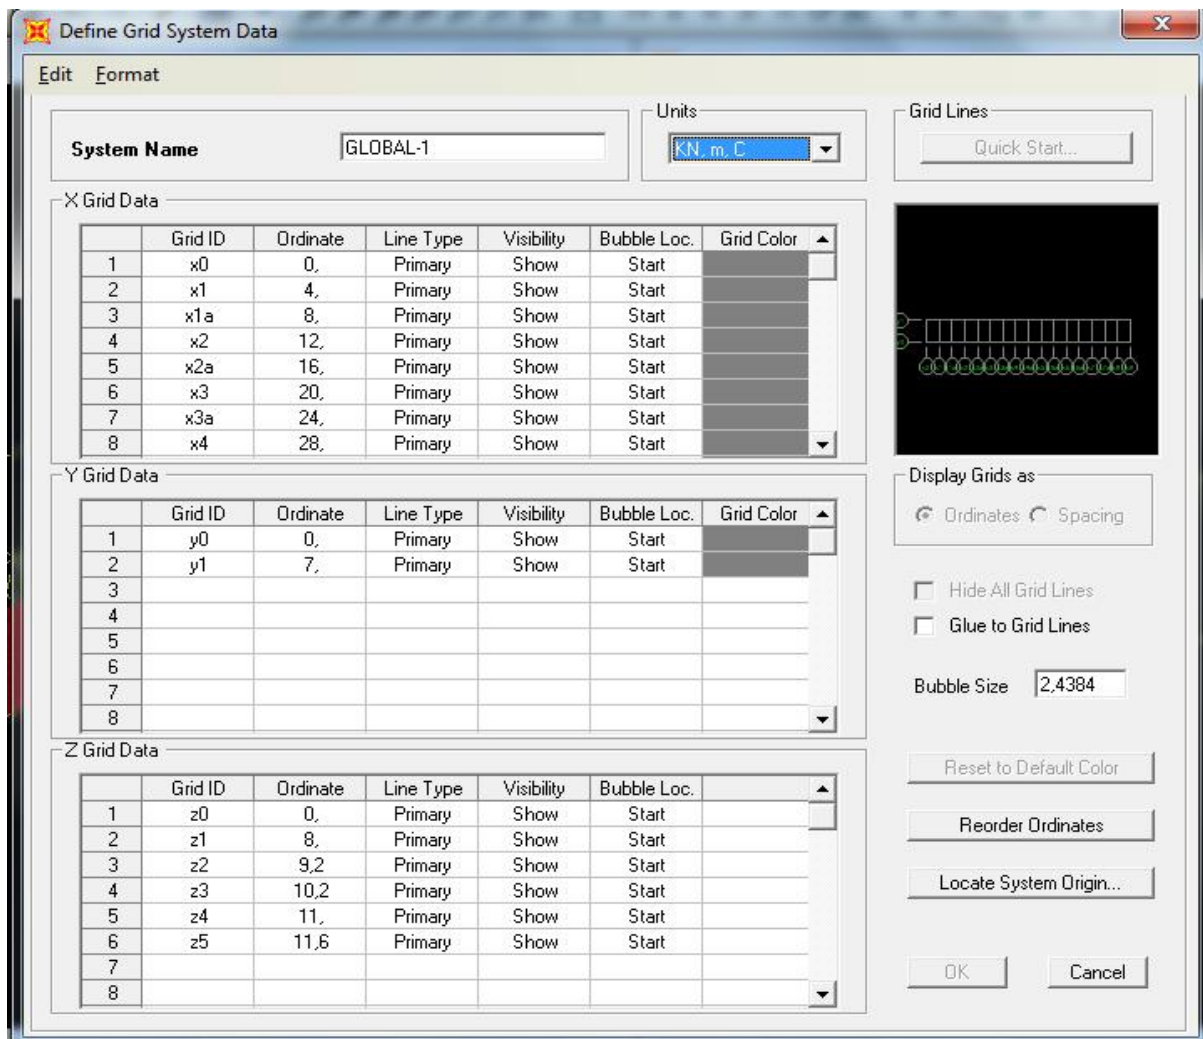 Define Grid System Data
Edit Format
System Name GLOBAL-1
Units
KN, m, C
Grid Lines
Quick Start...
X Grid Data
Grid ID Ordinate Line Type Visibility Bubble Loc. Grid Color
1 x0 0, Primary Show Start
2 x1 4, Primary Show Start
3 x1a 8, Primary Show Start
4 x2 12, Primary Show Start
5 x2a 16, Primary Show Start
6 x3 20, Primary Show Start
7 x3a 24, Primary Show Start
8 x4 28, Primary Show Start
Y Grid Data
Grid ID Ordinate Line Type Visibility Bubble Loc. Grid Color
1 y0 0, Primary Show Start
2 y1 7, Primary Show Start
3
4
5
6
7
8
Z Grid Data
Grid ID Ordinate Line Type Visibility Bubble Loc.
1 z0 0, Primary Show Start
2 z1 8, Primary Show Start
3 z2 9,2 Primary Show Start
4 z3 10,2 Primary Show Start
5 z4 11, Primary Show Start
6 z5 11,6 Primary Show Start
7
8
Display Grids as
Ordinates Spacing
Hide All Grid Lines
Glue to Grid Lines
Bubble Size 2,4384
Reset to Default Color
Reorder Ordinates
Locate System Origin...
OK Cancel